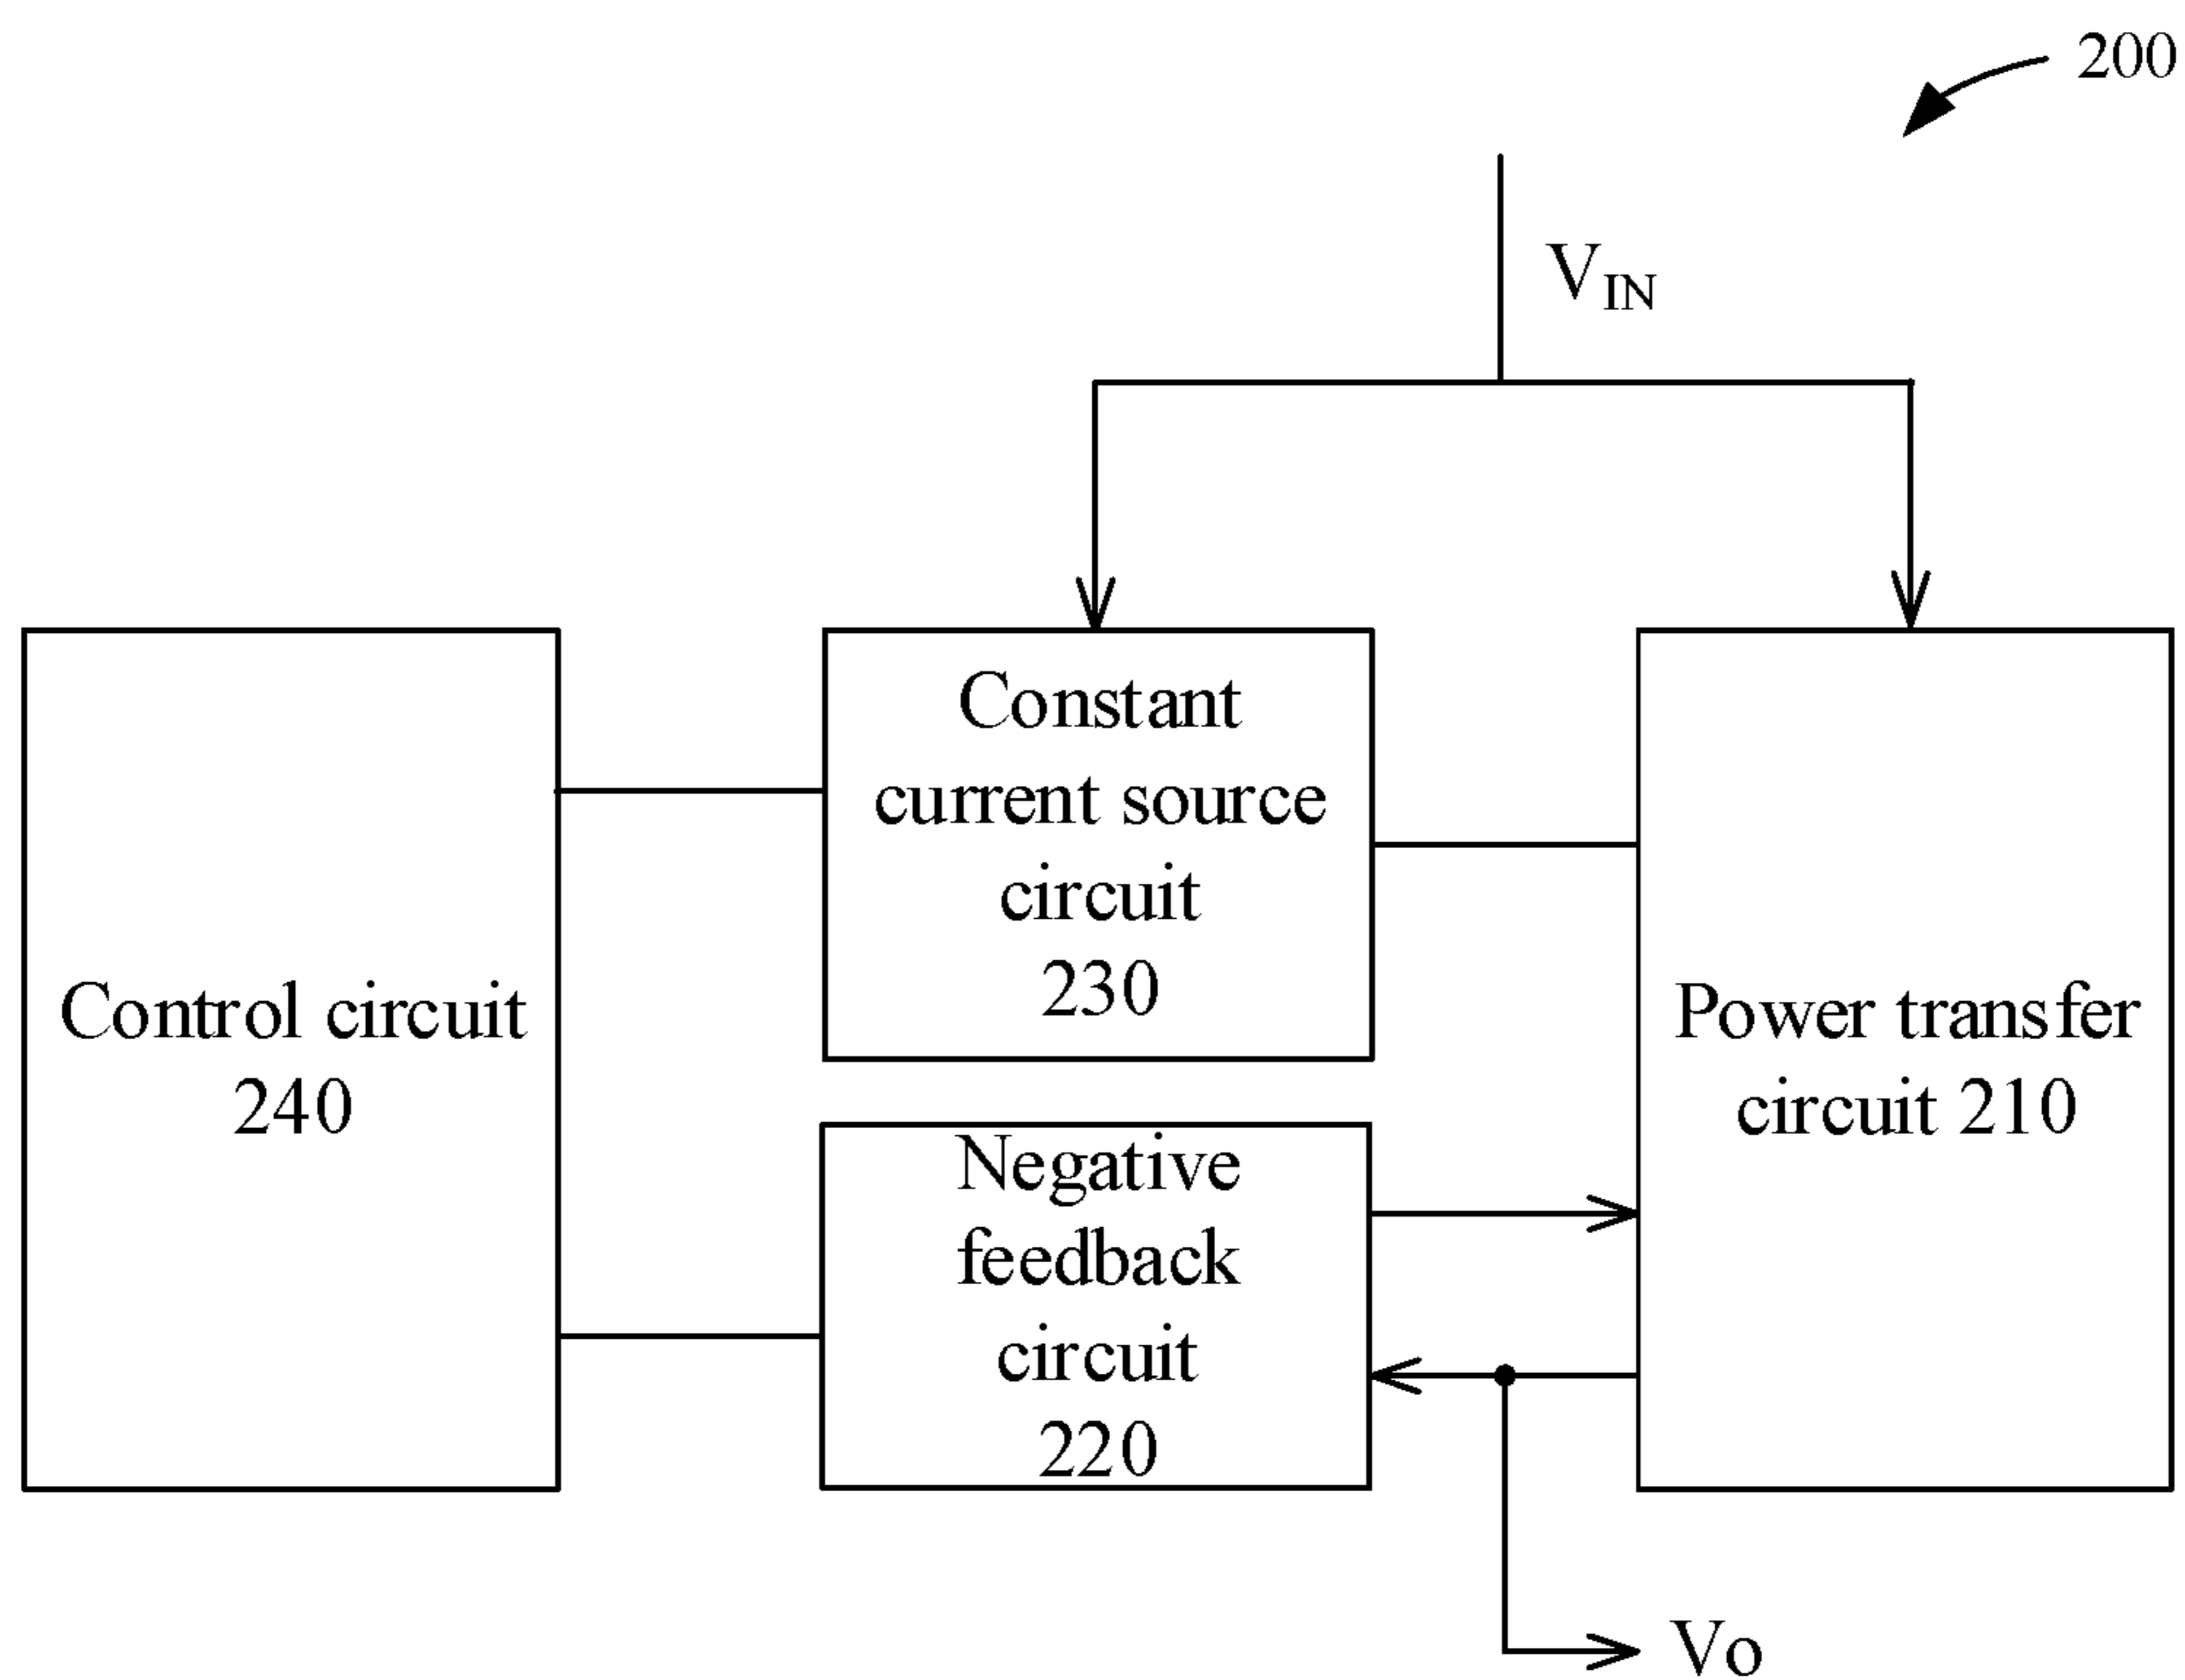 200
V_IN
Constant
current source
circuit
230
Control circuit
240
Power transfer
circuit 210
Negative
feedback
circuit
220
Vo